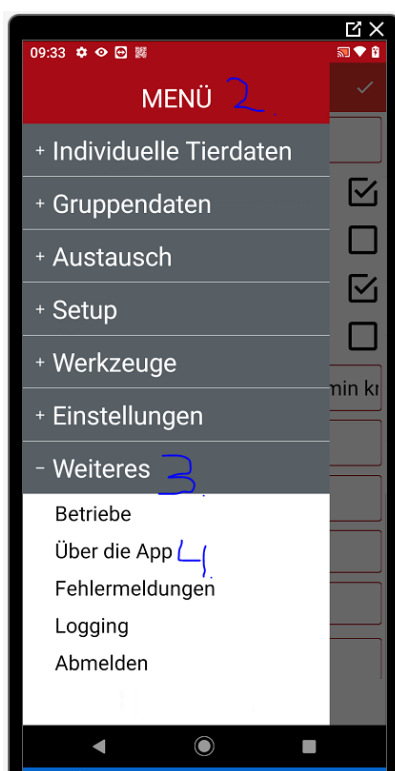 09:33
MENÜ 2.
+ Individuelle Tierdaten
+ Gruppendaten
+ Austausch
+ Setup
+ Werkzeuge
+ Einstellungen
min kr
- Weiteres 3.
Betriebe
Über die App 4.
Fehlermeldungen
Logging
Abmelden